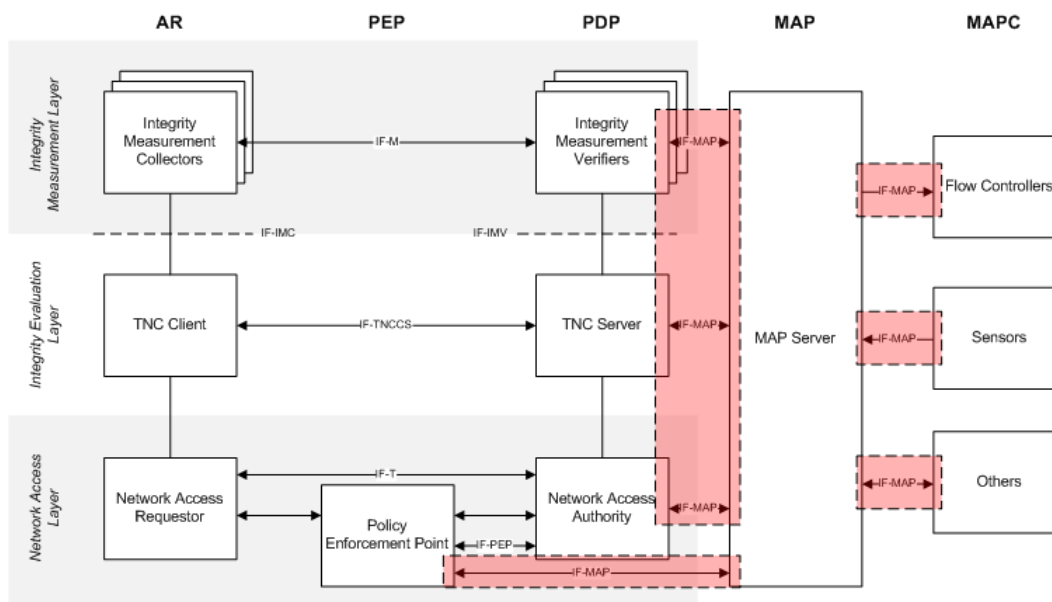 AR PEP PDP MAP MAPC
Integrity
Measurement Layer
Integrity
Measurement
Collectors
IF-M
Integrity
Measurement
Verifiers
IF-MAP
IF-MAP
Flow Controllers
IF-IMC
IF-IMV
Integrity Evaluation
Layer
TNC Client
IF-TNCCS
TNC Server
IF-MAP
MAP Server
IF-MAP
Sensors
Network Access
Layer
Network Access
Requestor
IF-T
Policy
Enforcement Point
IF-PEP
Network Access
Authority
IF-MAP
IF-MAP
IF-MAP
Others